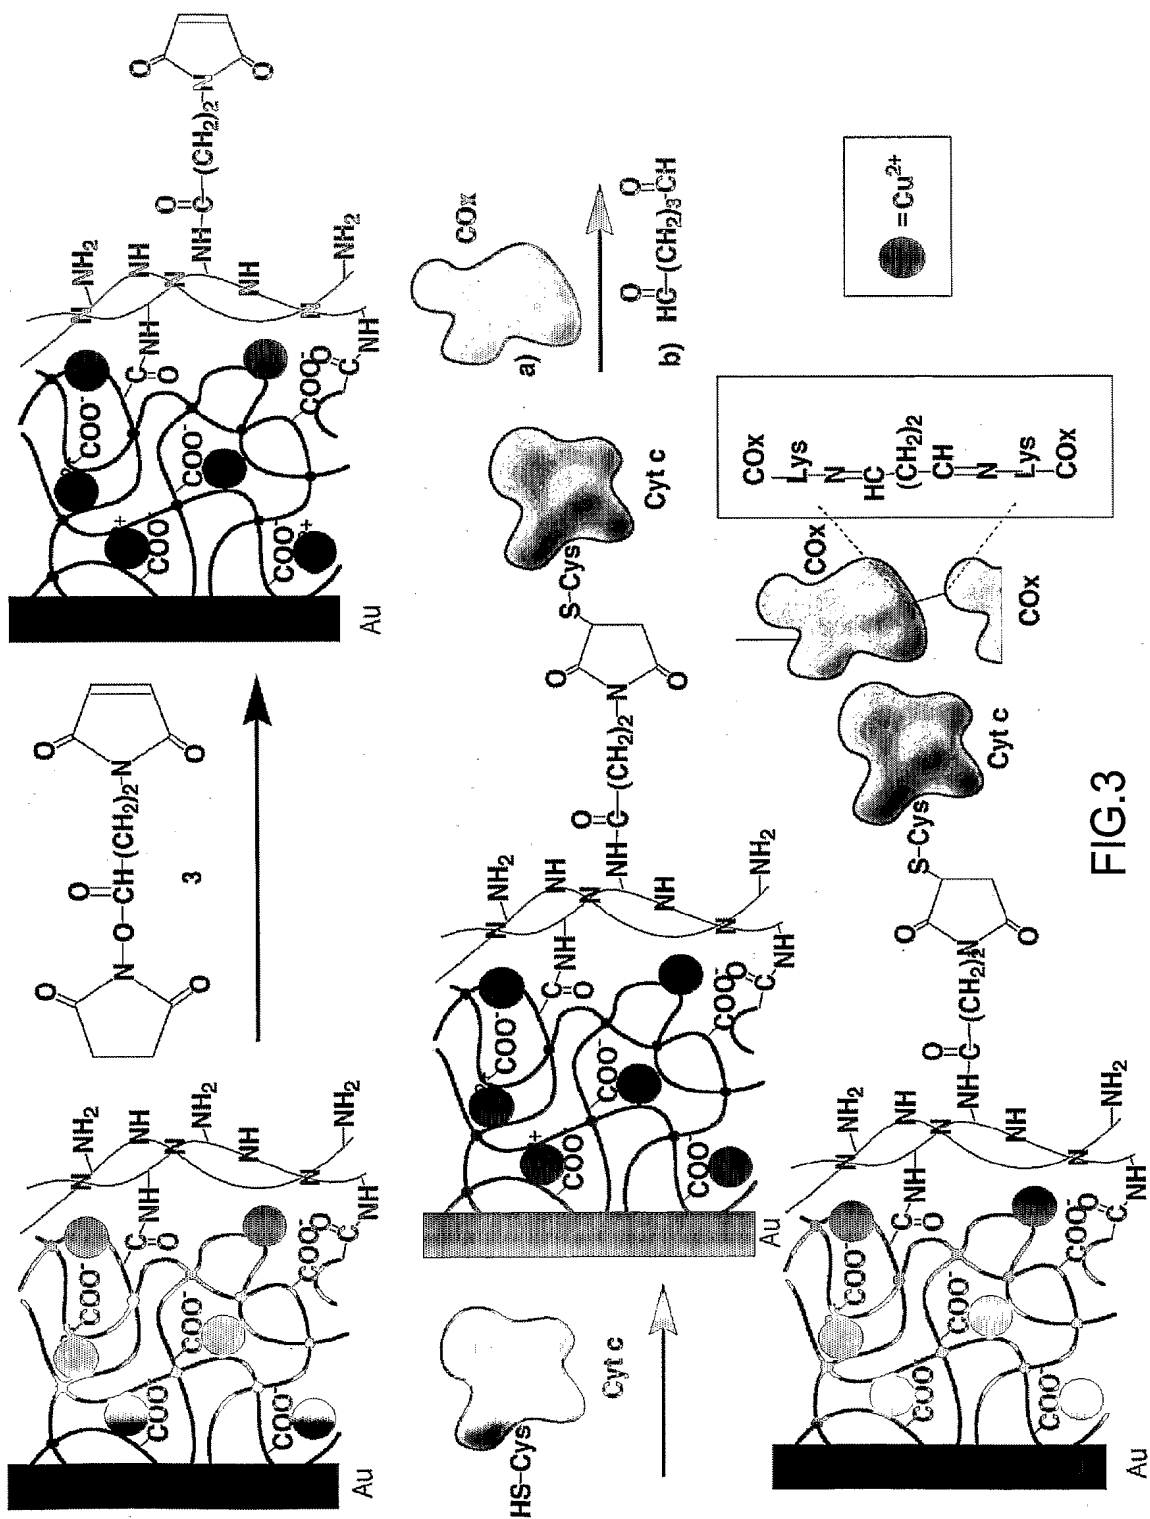 Au
COO⁻
COO⁻
COO⁻
COO⁻
COO⁻
C=O
NH
C=O
NH
N
NH2
NH
N
NH2
NH
N
NH2
O
N–O–CH–(CH2)2–N
O
O
O
O
O
3
Au
COO⁻
COO⁻
COO⁻
COO⁻
COO⁻
C=O
NH
C=O
NH
N
NH2
NH
N
NH–C–(CH2)2–N
O
O
O
NH
N
NH2
HS–Cys
Cyt c
Au
COO⁻
COO
COO⁻
COO⁻
COO⁻
C=O
NH
C=O
NH
N
NH2
NH
N
NH–C–(CH2)2–N
O
O
O
S–Cys
Cyt c
NH
N
NH2
a)
COx
b)
O O
HC–(CH2)3–CH
Au
COO⁻
COO⁻
COO
COO⁻
COO⁻
C=O
NH
C=O
NH
N
NH2
NH
N
NH–C–(CH2)2
N
O
O
O
S–Cys
Cyt c
NH
N
NH2
COx
COx
COx
Lys
N
HC
(CH2)2
CH
N
Lys
COx
=Cu2+
FIG.3